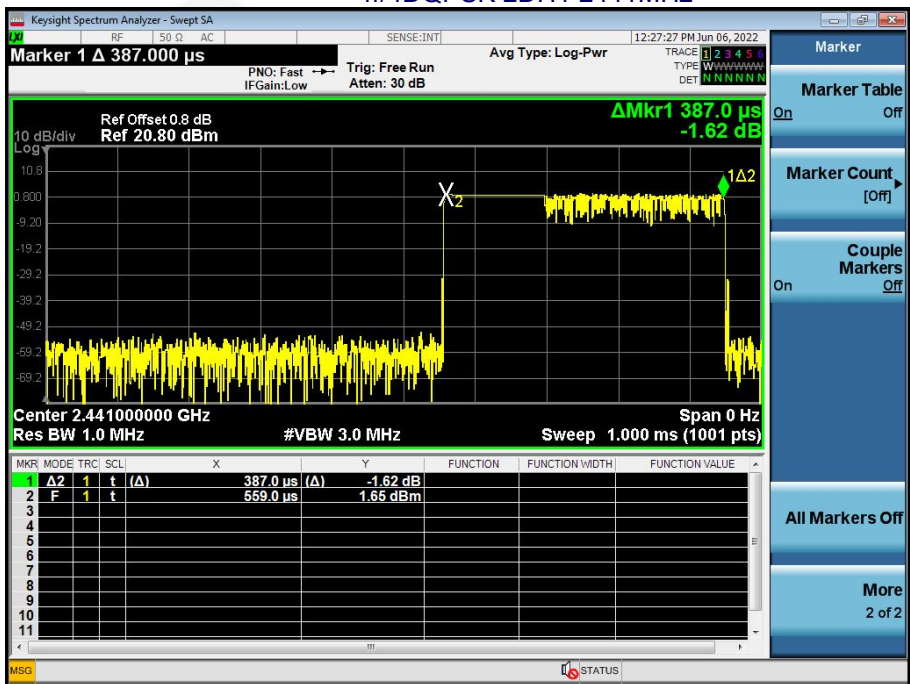 Keysight Spectrum Analyzer - Swept SA
LXI RF 50 Ω AC SENSE:INT 12:27:27 PM Jun 06, 2022
Marker 1 Δ 387.000 µs
PNO: Fast
IFGain:Low
Trig: Free Run
Atten: 30 dB
Avg Type: Log-Pwr
TRACE 1 2 3 4 5 6
TYPE WWWWWW
DET N N N N N N
ΔMkr1 387.0 µs
-1.62 dB
Ref Offset 0.8 dB
10 dB/div Ref 20.80 dBm
Log
10.8
0.800
-9.20
-19.2
-29.2
-39.2
-49.2
-59.2
-69.2
X2
1Δ2
Center 2.441000000 GHz Span 0 Hz
Res BW 1.0 MHz #VBW 3.0 MHz Sweep 1.000 ms (1001 pts)
MKR MODE TRC SCL X Y FUNCTION FUNCTION WIDTH FUNCTION VALUE
1 Δ2 1 t (Δ) 387.0 µs (Δ) -1.62 dB
2 F 1 t 559.0 µs 1.65 dBm
3
4
5
6
7
8
9
10
11
MSG STATUS
Marker
Marker Table
On Off
Marker Count
[Off]
Couple
Markers
On Off
All Markers Off
More
2 of 2